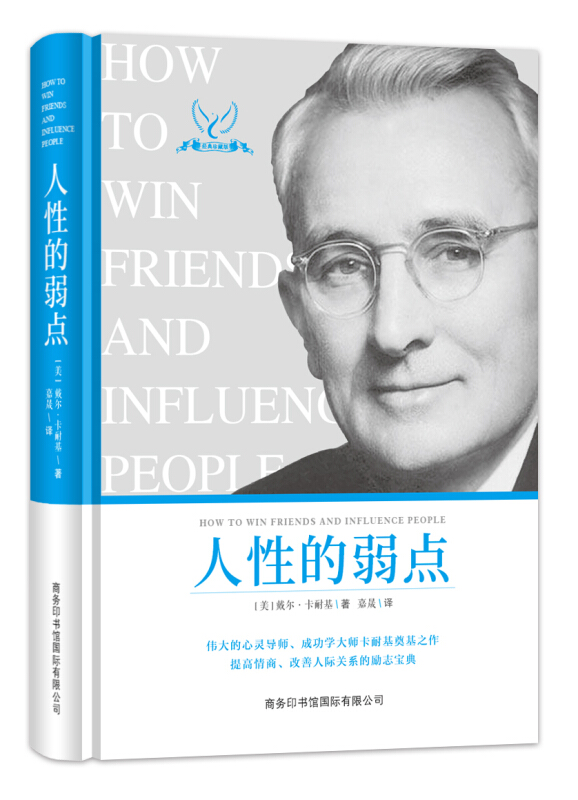 HOW TO
WIN
FRIENDS
AND
INFLUENCE
PEOPLE
人性的弱点
[美]戴尔·卡耐基\著
嘉晟\译
商务印书馆国际有限公司
HOW
TO
WIN
FRIENDS
AND
INFLUENC
PEOPLE
经典珍藏版
HOW TO WIN FRIENDS AND INFLUENCE PEOPLE
人性的弱点
[美]戴尔·卡耐基\著 嘉晟\译
伟大的心灵导师、成功学大师卡耐基奠基之作
提高情商、改善人际关系的励志宝典
商务印书馆国际有限公司